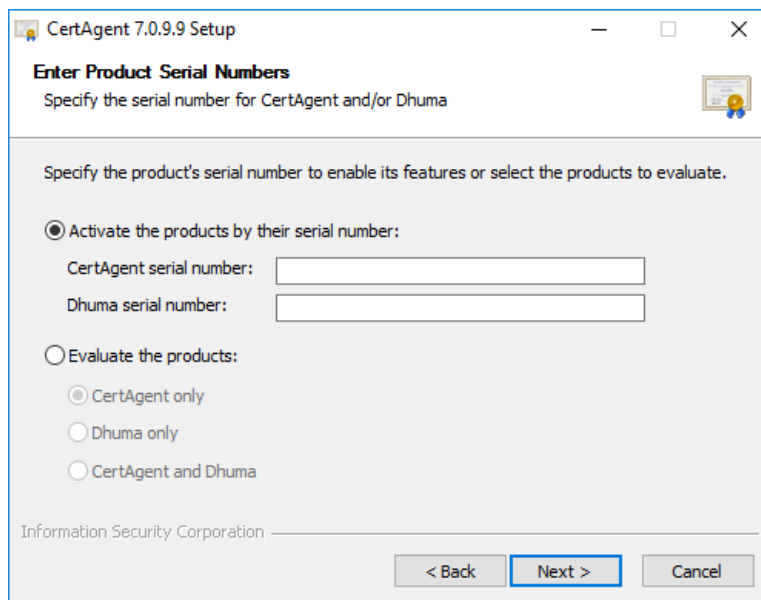 CertAgent 7.0.9.9 Setup
Enter Product Serial Numbers
Specify the serial number for CertAgent and/or Dhuma
Specify the product's serial number to enable its features or select the products to evaluate.
Activate the products by their serial number:
CertAgent serial number:
Dhuma serial number:
Evaluate the products:
CertAgent only
Dhuma only
CertAgent and Dhuma
Information Security Corporation
< Back Next > Cancel